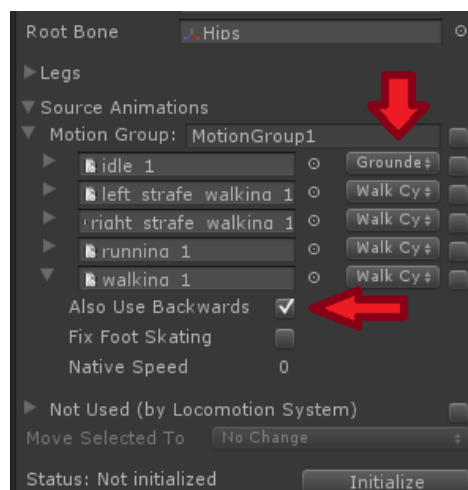 Root Bone Hips
Legs
Source Animations
Motion Group: MotionGroup1
idle_1 Grounde
left_strafe_walking_1 Walk Cy
right_strafe_walking_1 Walk Cy
running_1 Walk Cy
walking_1 Walk Cy
Also Use Backwards
Fix Foot Skating
Native Speed 0
Not Used (by Locomotion System)
Move Selected To No Change
Status: Not initialized Initialize